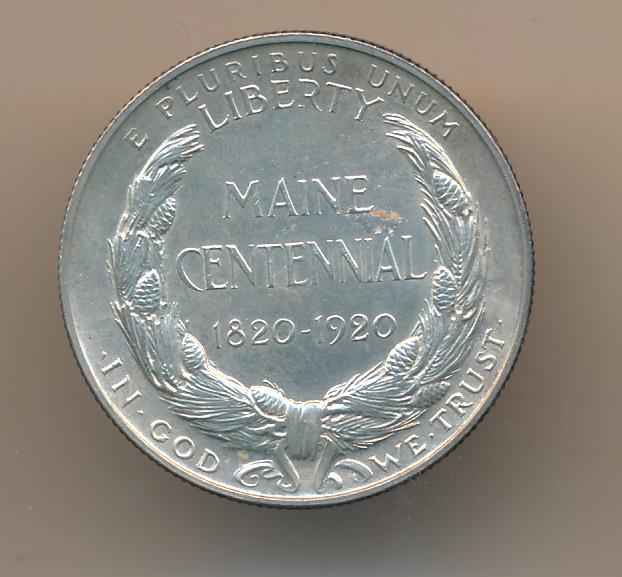 E PLURIBUS UNUM
LIBERTY
MAINE
CENTENNIAL
1820-1920
·IN·GOD WE·TRUST·